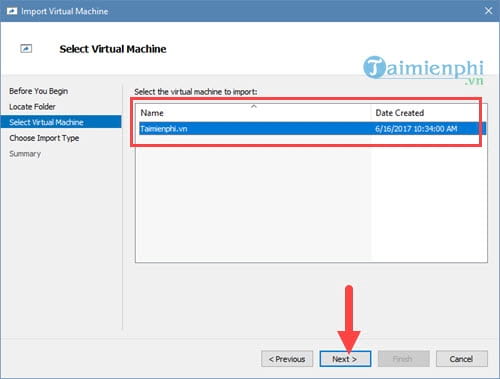 Import Virtual Machine
Select Virtual Machine
Taimienphi
.vn
Before You Begin
Locate Folder
Select Virtual Machine
Choose Import Type
Summary
Select the virtual machine to import:
Name Date Created
Taimienphi.vn 6/16/2017 10:34:00 AM
< Previous Next > Finish Cancel